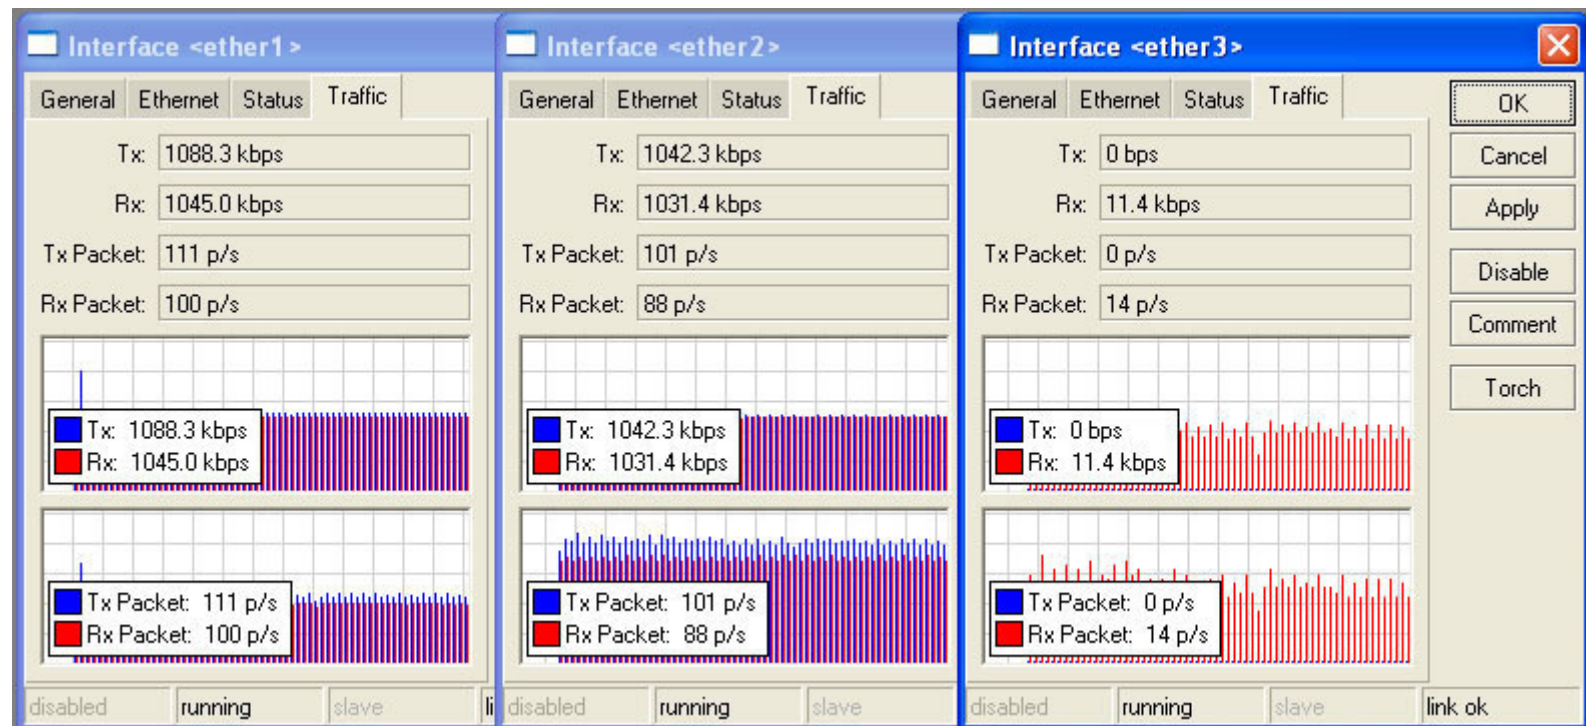 Interface <ether1>
General Ethernet Status Traffic
Tx: 1088.3 kbps
Rx: 1045.0 kbps
Tx Packet: 111 p/s
Rx Packet: 100 p/s
Tx: 1088.3 kbps
Rx: 1045.0 kbps
Tx Packet: 111 p/s
Rx Packet: 100 p/s
disabled running slave li
Interface <ether2>
General Ethernet Status Traffic
Tx: 1042.3 kbps
Rx: 1031.4 kbps
Tx Packet: 101 p/s
Rx Packet: 88 p/s
Tx: 1042.3 kbps
Rx: 1031.4 kbps
Tx Packet: 101 p/s
Rx Packet: 88 p/s
disabled running slave
Interface <ether3>
General Ethernet Status Traffic
Tx: 0 bps
Rx: 11.4 kbps
Tx Packet: 0 p/s
Rx Packet: 14 p/s
Tx: 0 bps
Rx: 11.4 kbps
Tx Packet: 0 p/s
Rx Packet: 14 p/s
disabled running slave link ok
OK
Cancel
Apply
Disable
Comment
Torch